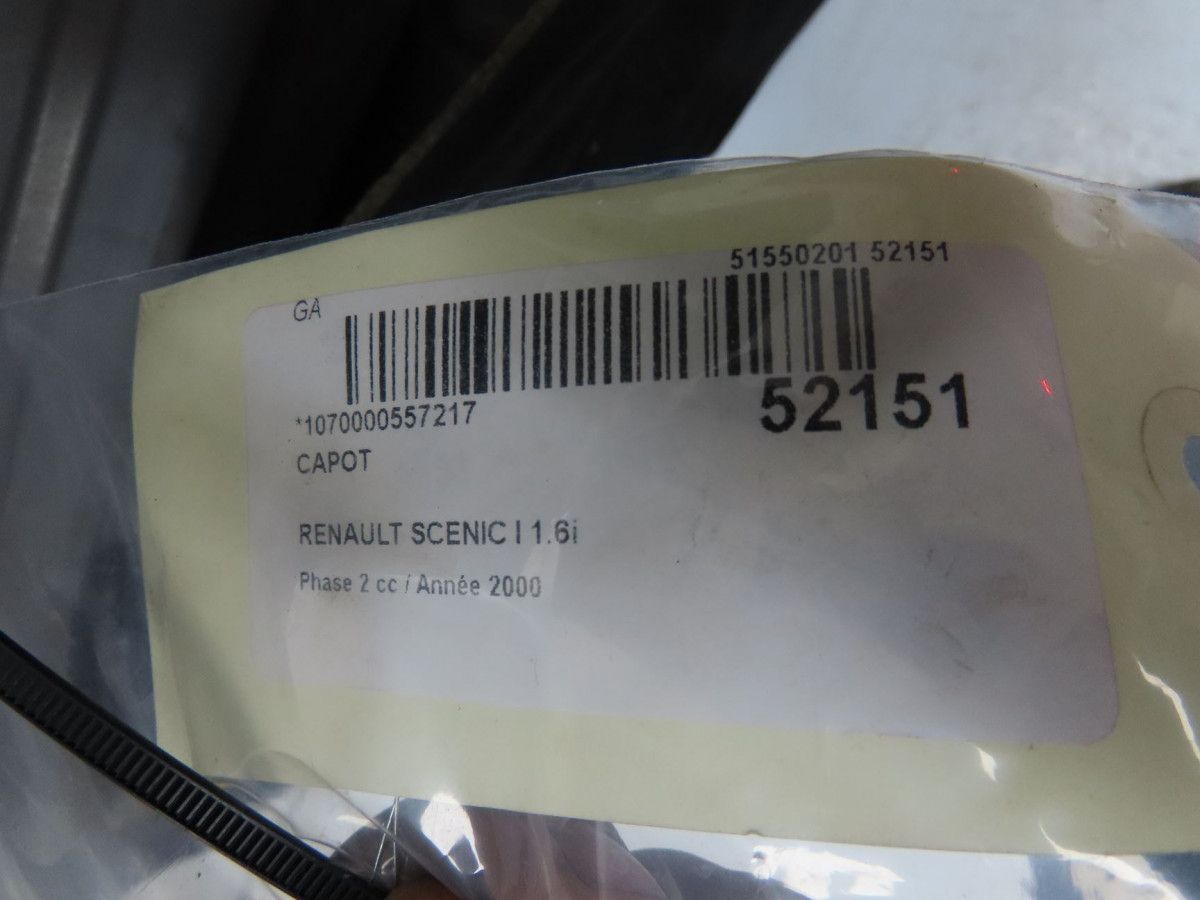 51550201 52151
GA
*1070000557217
52151
CAPOT
RENAULT SCENIC I 1.6i
Phase 2 cc / Année 2000